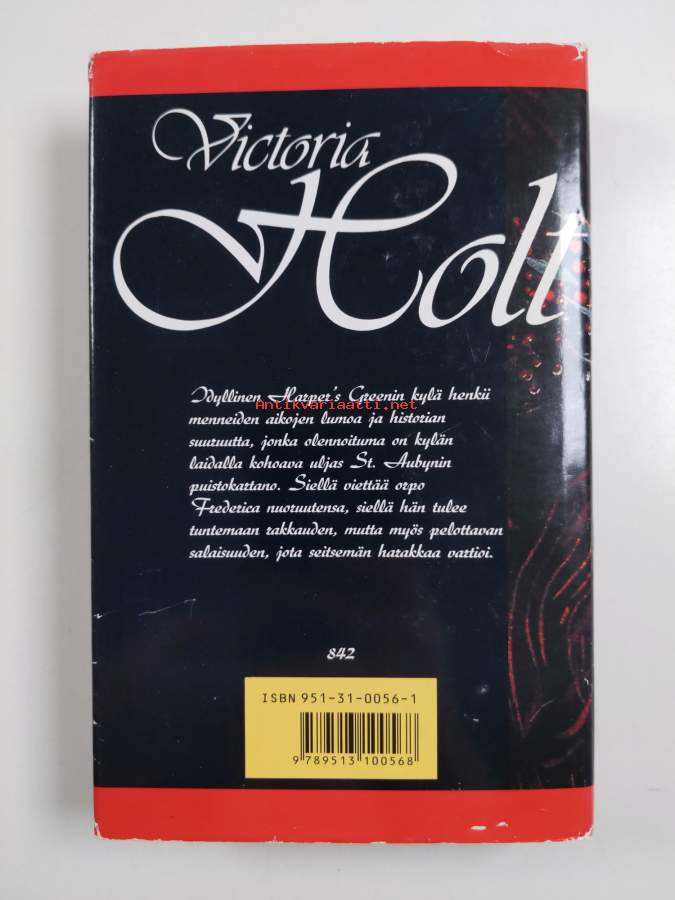 Victoria
Holt
Idyllinen Harper's Greenin kylä henkii
Antikvariaatti.net
menneiden aikojen lumoa ja historian
suuruutta, jonka olennoituma on kylän
laidalla kohoava uljas St. Aubynin
puistokartano. Siellä viettää orpo
Frederica nuoruutensa, siellä hän tulee
tuntemaan rakkauden, mutta myös pelottavan
salaisuuden, jota seitsemän harakkaa vartioi.
842
ISBN 951-31-0056-1
9 789513 100568